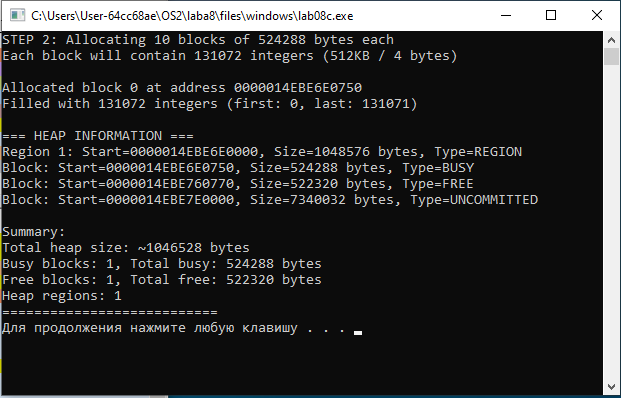 C:\Users\User-64cc68ae\OS2\laba8\files\windows\lab08c.exe
STEP 2: Allocating 10 blocks of 524288 bytes each
Each block will contain 131072 integers (512KB / 4 bytes)
Allocated block 0 at address 0000014EBE6E0750
Filled with 131072 integers (first: 0, last: 131071)
=== HEAP INFORMATION ===
Region 1: Start=0000014EBE6E0000, Size=1048576 bytes, Type=REGION
Block: Start=0000014EBE6E0750, Size=524288 bytes, Type=BUSY
Block: Start=0000014EBE760770, Size=522320 bytes, Type=FREE
Block: Start=0000014EBE7E0000, Size=7340032 bytes, Type=UNCOMMITTED
Summary:
Total heap size: ~1046528 bytes
Busy blocks: 1, Total busy: 524288 bytes
Free blocks: 1, Total free: 522320 bytes
Heap regions: 1
===========================
Для продолжения нажмите любую клавишу . . .